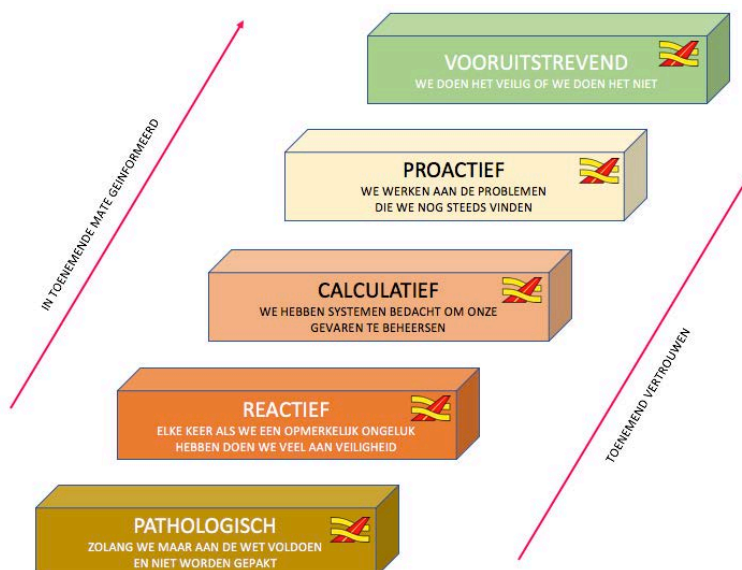 VOORUITSTREVEND
WE DOEN HET VEILIG OF WE DOEN HET NIET
PROACTIEF
WE WERKEN AAN DE PROBLEMEN
DIE WE NOG STEEDS VINDEN
IN TOENEMENDE MATE GEINFORMEERD
CALCULATIEF
WE HEBBEN SYSTEMEN BEDACHT OM ONZE
GEVAREN TE BEHEERSEN
TOENEMEND VERTROUWEN
REACTIEF
ELKE KEER ALS WE EEN OPMERKELIJK ONGELUK
HEBBEN DOEN WE VEEL AAN VEILIGHEID
PATHOLOGISCH
ZOLANG WE MAAR AAN DE WET VOLDOEN
EN NIET WORDEN GEPAKT